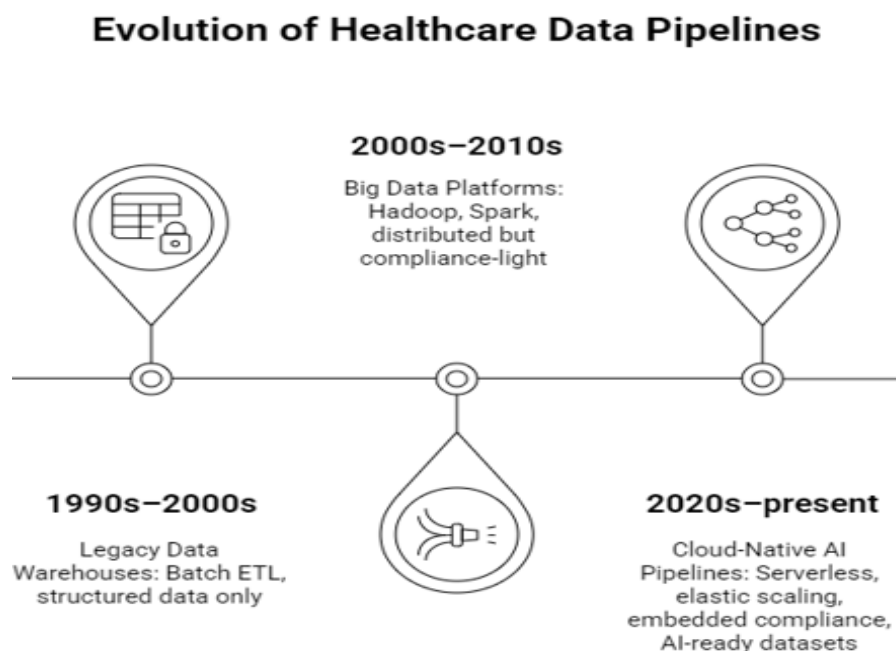 Evolution of Healthcare Data Pipelines
1990s–2000s
Legacy Data
Warehouses: Batch ETL,
structured data only
2000s–2010s
Big Data Platforms:
Hadoop, Spark,
distributed but
compliance-light
2020s–present
Cloud-Native AI
Pipelines: Serverless,
elastic scaling,
embedded compliance,
AI-ready datasets